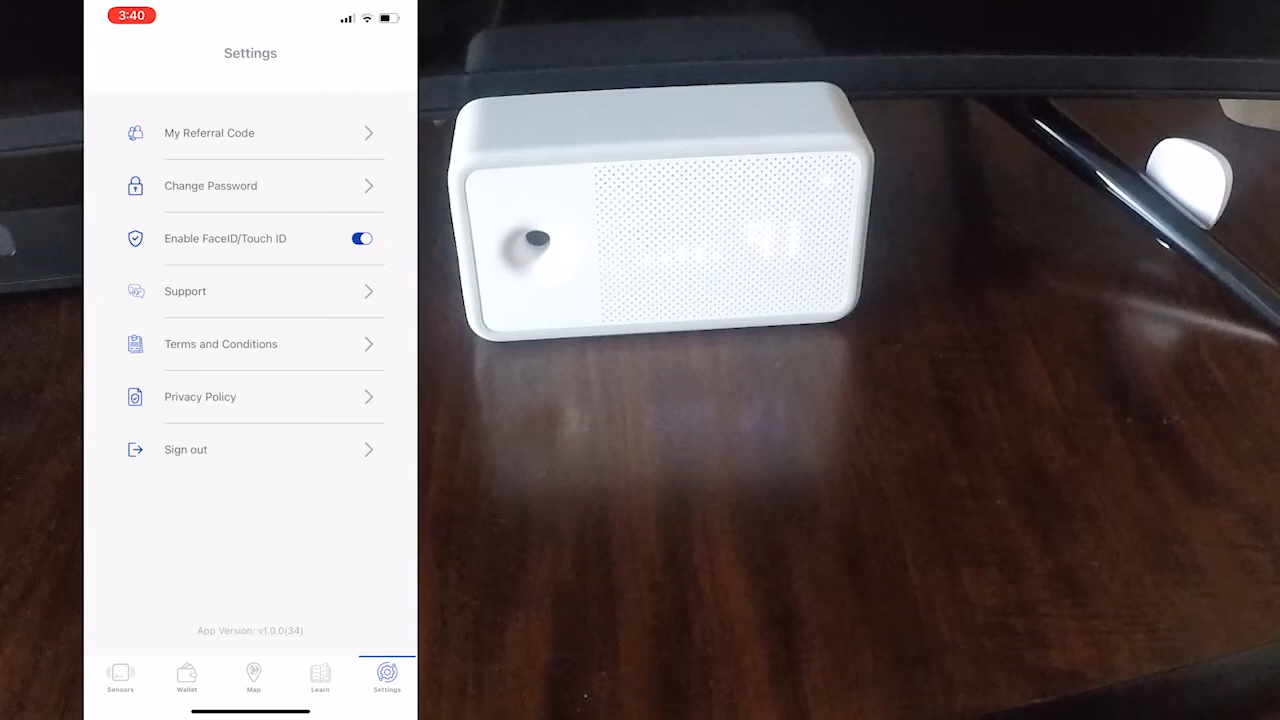 3:40
Settings
My Referral Code
Change Password
Enable FaceID/Touch ID
Support
Terms and Conditions
Privacy Policy
Sign out
App Version: v1.0.0(34)
Sensors Wallet Map Learn Settings